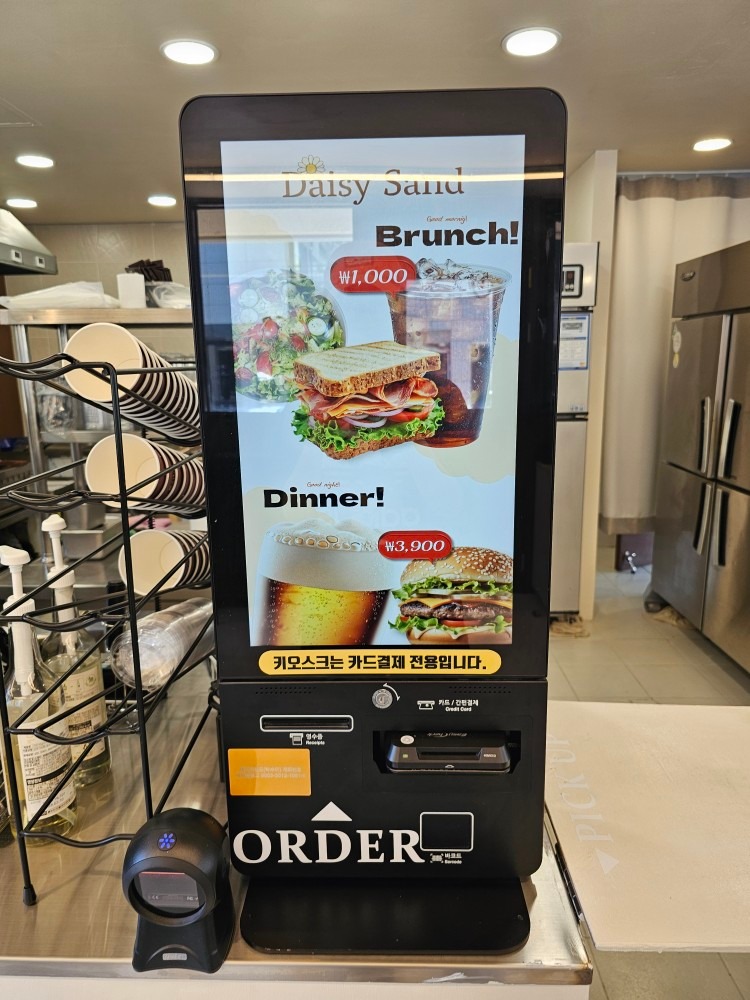 Daisy Sand
Good mornig!
Brunch!
₩1,000
Good night!
Dinner!
₩3,900
키오스크는 카드결제 전용입니다.
카드 / 간편결제
Credit Card
영수증
Receipts
ORDER
바코드
Barcode
PICK UP